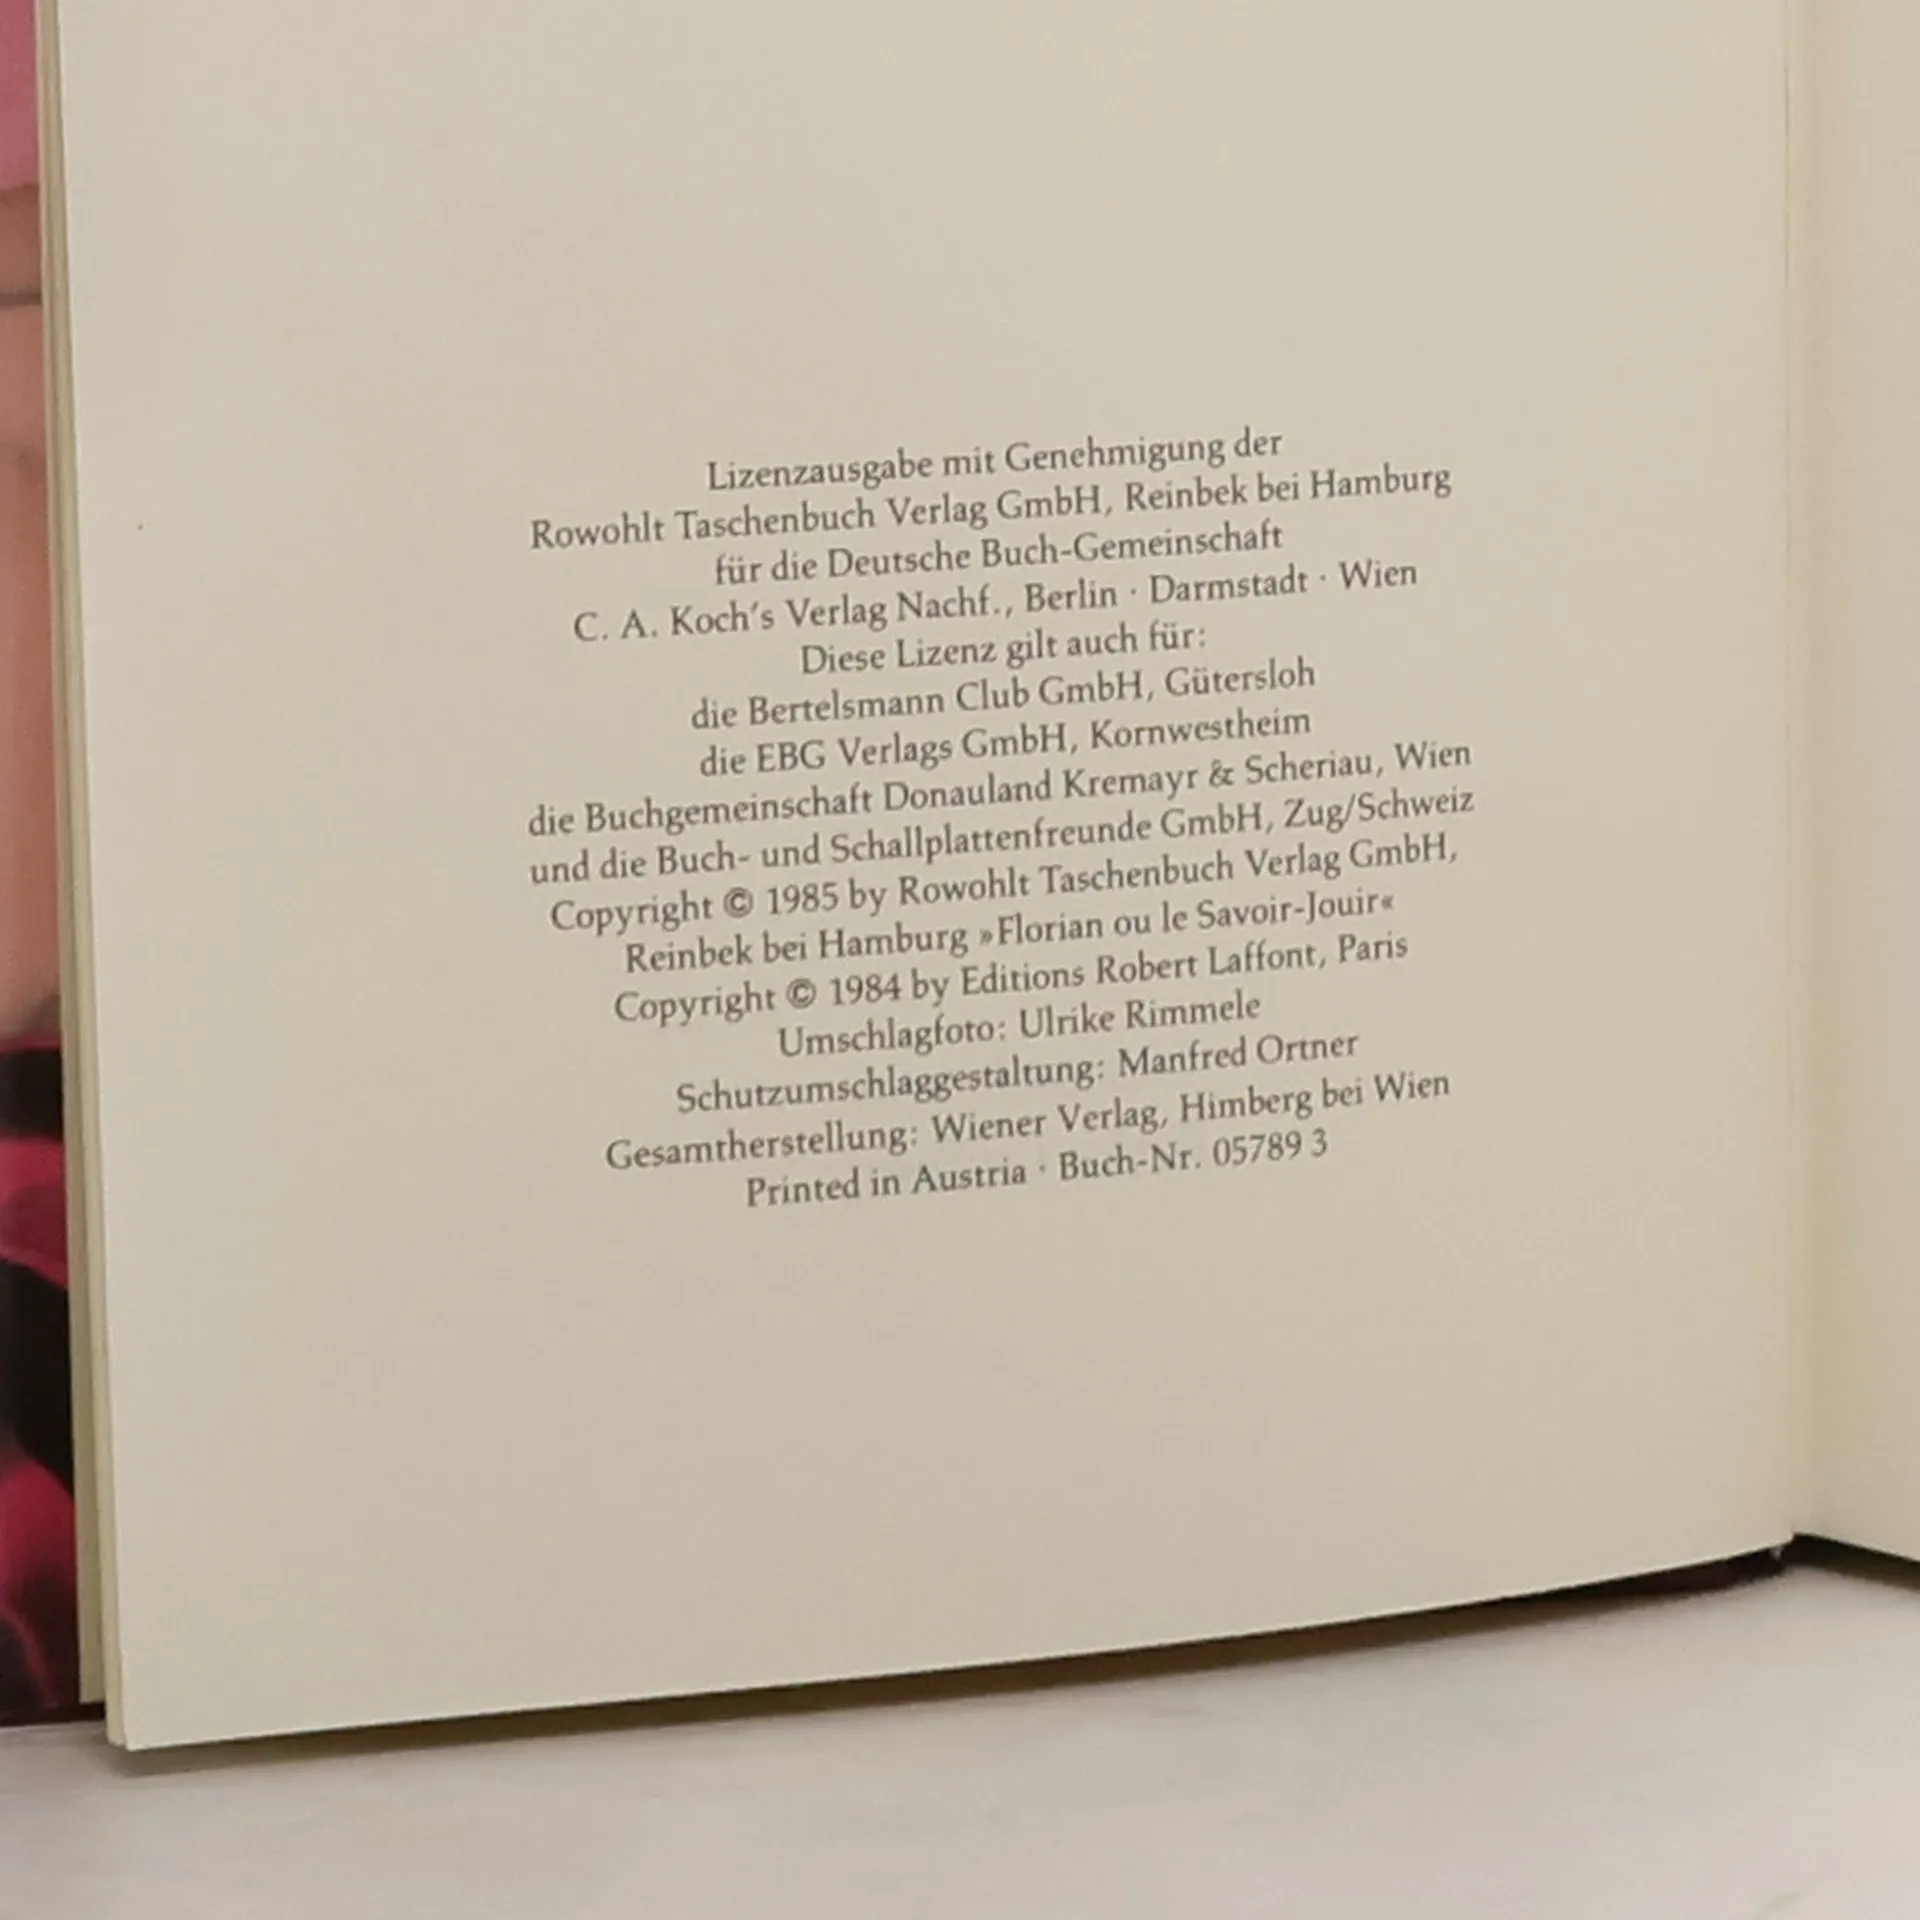 Lizenzausgabe mit Genehmigung der
Rowohlt Taschenbuch Verlag GmbH, Reinbek bei Hamburg
für die Deutsche Buch-Gemeinschaft
C. A. Koch's Verlag Nachf., Berlin · Darmstadt · Wien
Diese Lizenz gilt auch für:
die Bertelsmann Club GmbH, Gütersloh
die EBG Verlags GmbH, Kornwestheim
die Buchgemeinschaft Donauland Kremayr & Scheriau, Wien
und die Buch- und Schallplattenfreunde GmbH, Zug/Schweiz
Copyright © 1985 by Rowohlt Taschenbuch Verlag GmbH,
Reinbek bei Hamburg »Florian ou le Savoir-Jouir«
Copyright © 1984 by Editions Robert Laffont, Paris
Umschlagfoto: Ulrike Rimmele
Schutzumschlaggestaltung: Manfred Ortner
Gesamtherstellung: Wiener Verlag, Himberg bei Wien
Printed in Austria · Buch-Nr. 05789 3